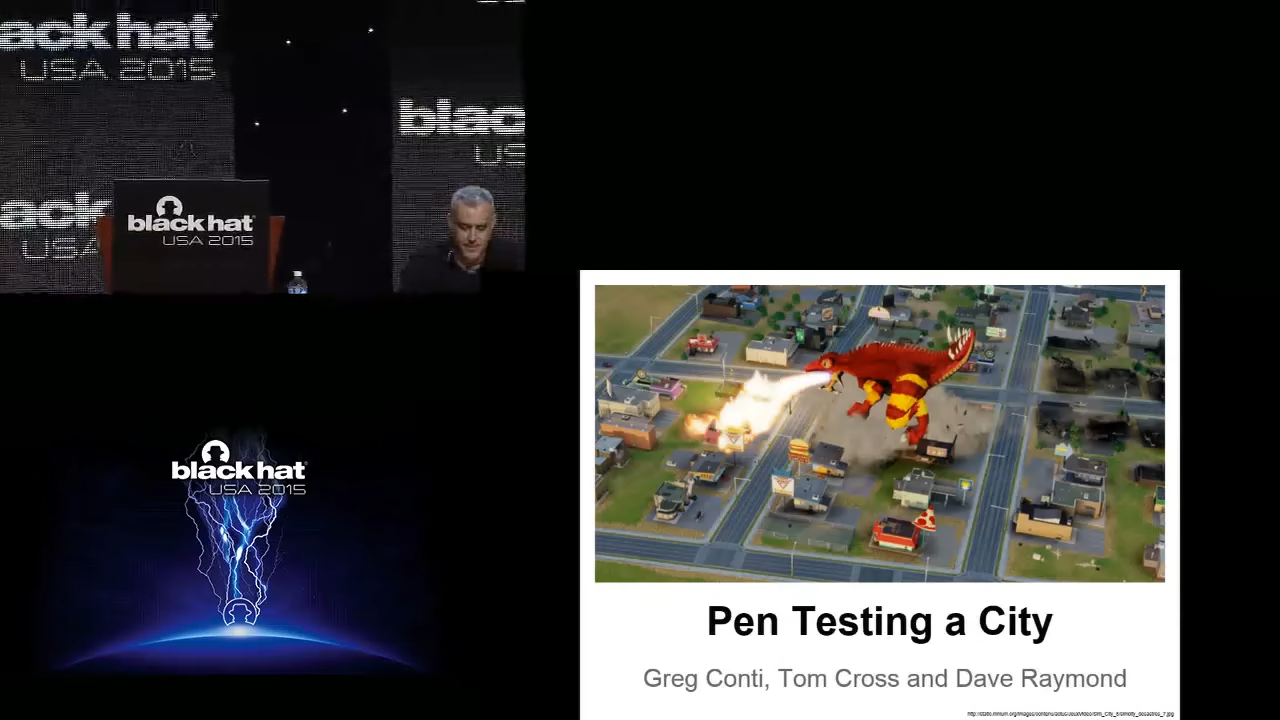 ack hat
USA 2015
blac
US
ack
USA
black hat
USA 2015
black hat
USA 2015
Pen Testing a City
Greg Conti, Tom Cross and Dave Raymond